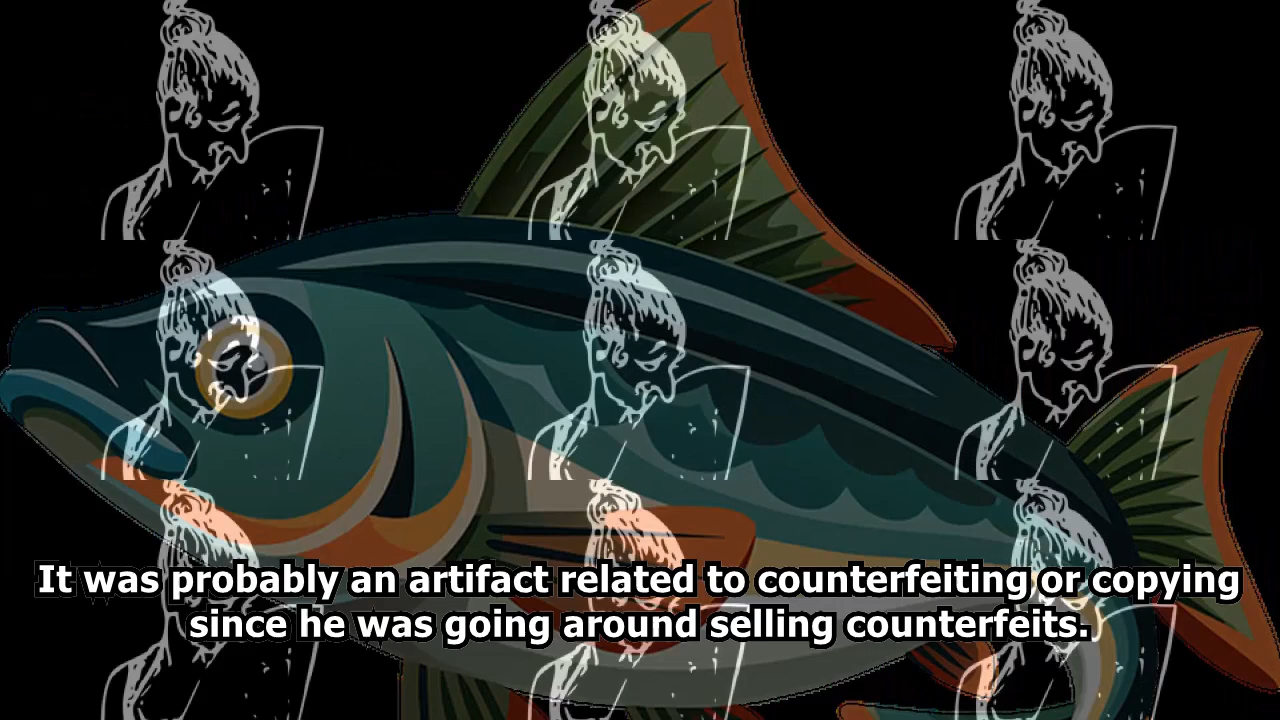 It was probably an artifact related to counterfeiting or copying
since he was going around selling counterfeits.